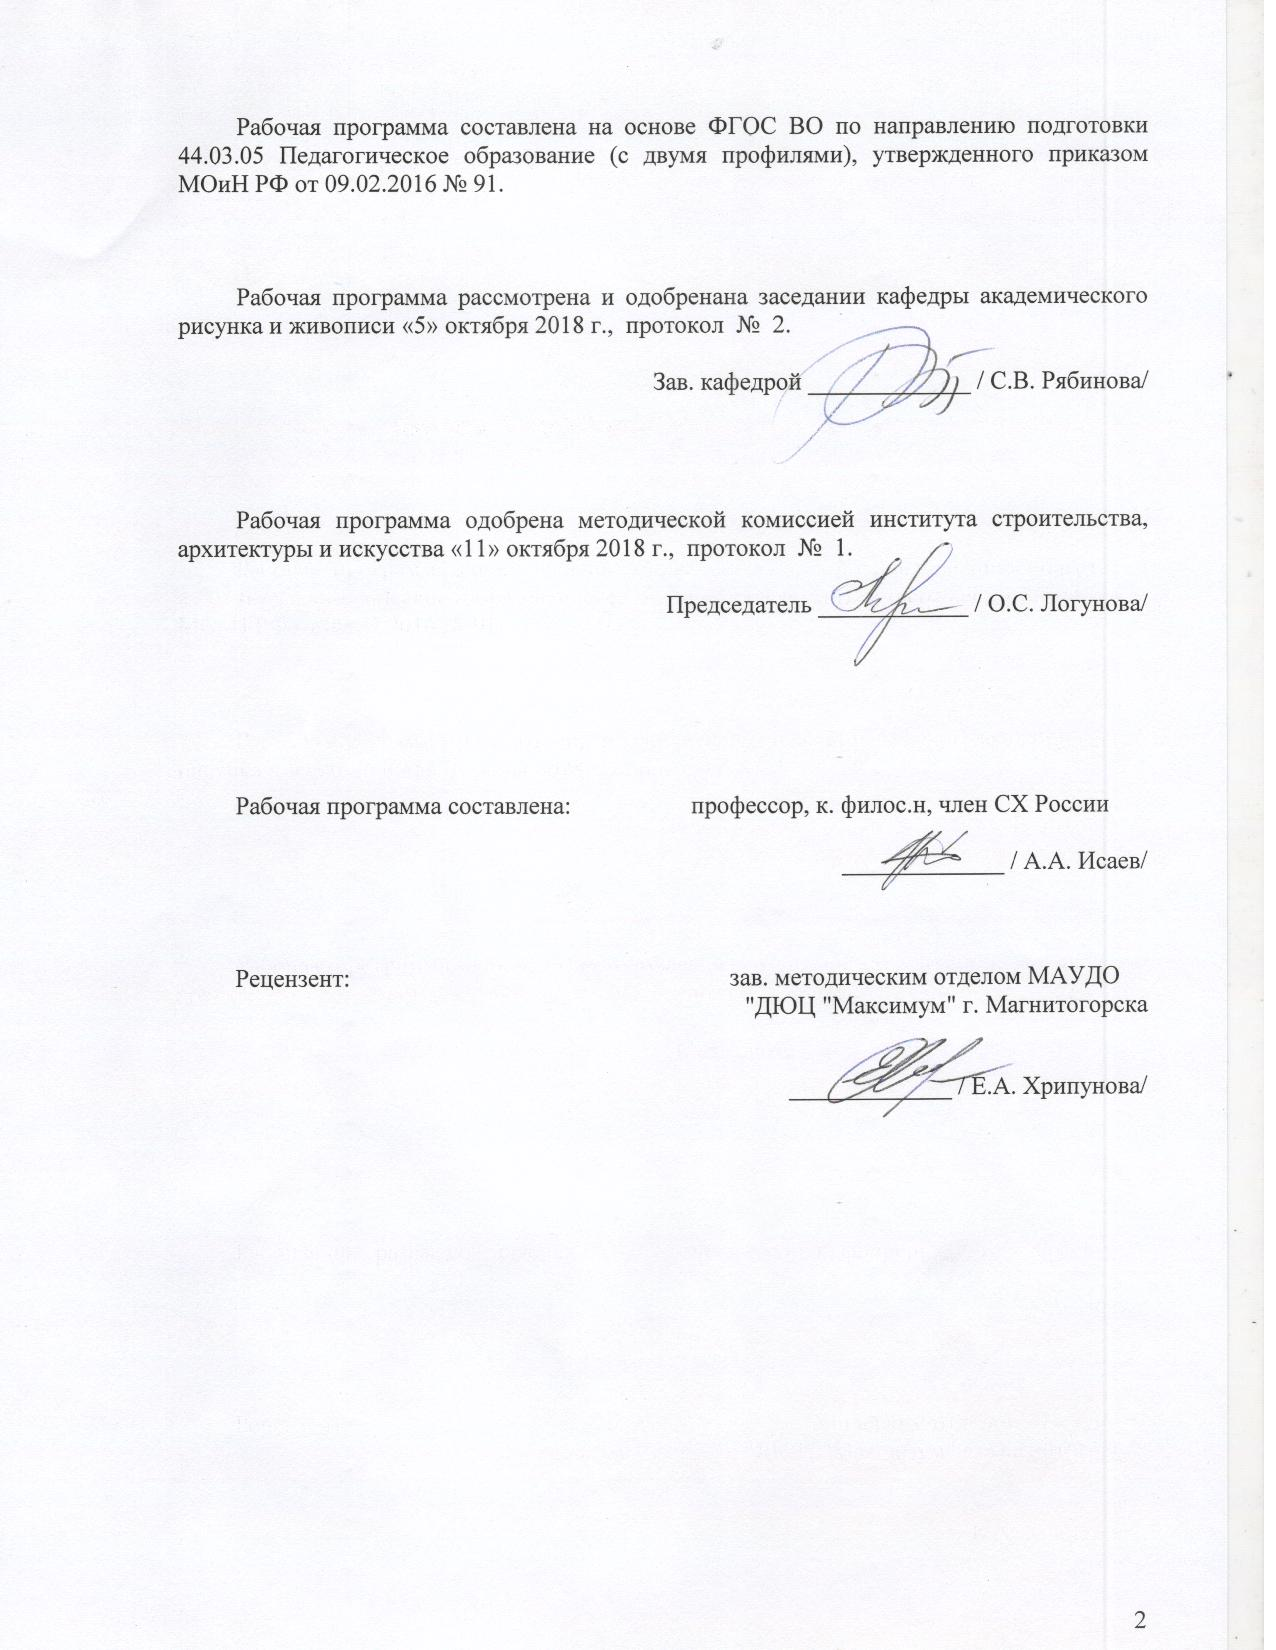 Рабочая программа составлена на основе ФГОС ВО по направлению подготовки
44.03.05 Педагогическое образование (с двумя профилями), утвержденного приказом
МОиН РФ от 09.02.2016 № 91.
Рабочая программа рассмотрена и одобренана заседании кафедры академического
рисунка и живописи «5» октября 2018 г., протокол № 2.
Зав. кафедрой _____________ / С.В. Рябинова/
Рабочая программа одобрена методической комиссией института строительства,
архитектуры и искусства «11» октября 2018 г., протокол № 1.
Председатель ____________ / О.С. Логунова/
Рабочая программа составлена: профессор, к. филос.н, член СХ России
_____________ / А.А. Исаев/
Рецензент: зав. методическим отделом МАУДО
"ДЮЦ "Максимум" г. Магнитогорска
_____________ / Е.А. Хрипунова/
2